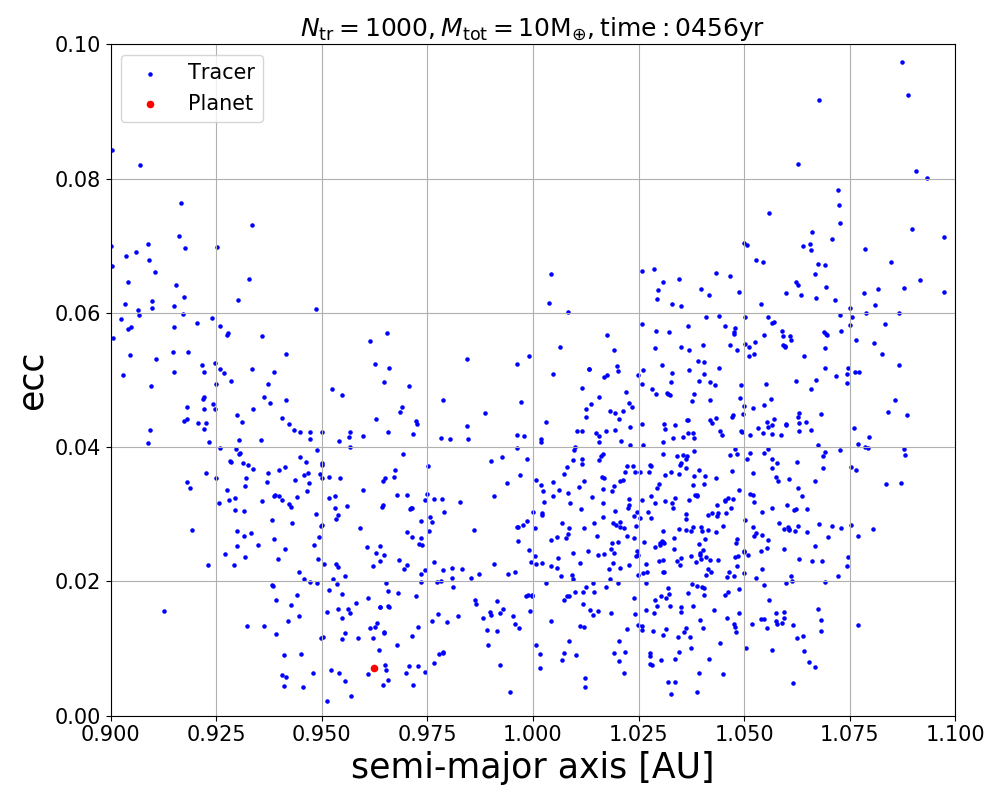 N_tr = 1000, M_tot = 10M_⊕, time : 0456yr
Tracer
Planet
ecc
0.10
0.08
0.06
0.04
0.02
0.00
0.900 0.925 0.950 0.975 1.000 1.025 1.050 1.075 1.100
semi-major axis [AU]